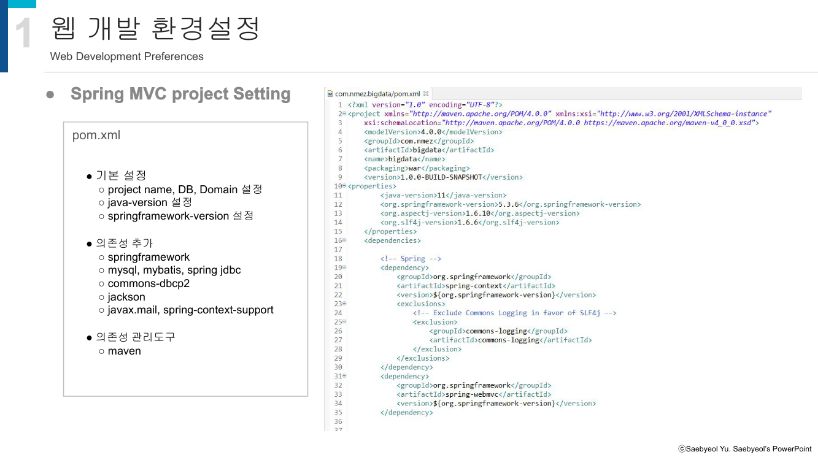 1
웹 개발 환경설정
Web Development Preferences
● Spring MVC project Setting
pom.xml
● 기본 설정
○ project name, DB, Domain 설정
○ java-version 설정
○ springframework-version 설정
● 의존성 추가
○ springframework
○ mysql, mybatis, spring jdbc
○ commons-dbcp2
○ jackson
○ javax.mail, spring-context-support
● 의존성 관리도구
○ maven
com.nmez.bigdata/pom.xml
1 <?xml version="1.0" encoding="UTF-8"?>
2 <project xmlns="http://maven.apache.org/POM/4.0.0" xmlns:xsi="http://www.w3.org/2001/XMLSchema-instance"
3 xsi:schemaLocation="http://maven.apache.org/POM/4.0.0 https://maven.apache.org/maven-v4_0_0.xsd">
4 <modelVersion>4.0.0</modelVersion>
5 <groupId>com.nmez</groupId>
6 <artifactId>bigdata</artifactId>
7 <name>bigdata</name>
8 <packaging>war</packaging>
9 <version>1.0.0-BUILD-SNAPSHOT</version>
10 <properties>
11 <java-version>11</java-version>
12 <org.springframework-version>5.3.6</org.springframework-version>
13 <org.aspectj-version>1.6.10</org.aspectj-version>
14 <org.slf4j-version>1.6.6</org.slf4j-version>
15 </properties>
16 <dependencies>
17
18 <!-- Spring -->
19 <dependency>
20 <groupId>org.springframework</groupId>
21 <artifactId>spring-context</artifactId>
22 <version>${org.springframework-version}</version>
23 <exclusions>
24 <!-- Exclude Commons Logging in favor of SLF4j -->
25 <exclusion>
26 <groupId>commons-logging</groupId>
27 <artifactId>commons-logging</artifactId>
28 </exclusion>
29 </exclusions>
30 </dependency>
31 <dependency>
32 <groupId>org.springframework</groupId>
33 <artifactId>spring-webmvc</artifactId>
34 <version>${org.springframework-version}</version>
35 </dependency>
36
37
ⓒSaebyeol Yu. Saebyeol's PowerPoint